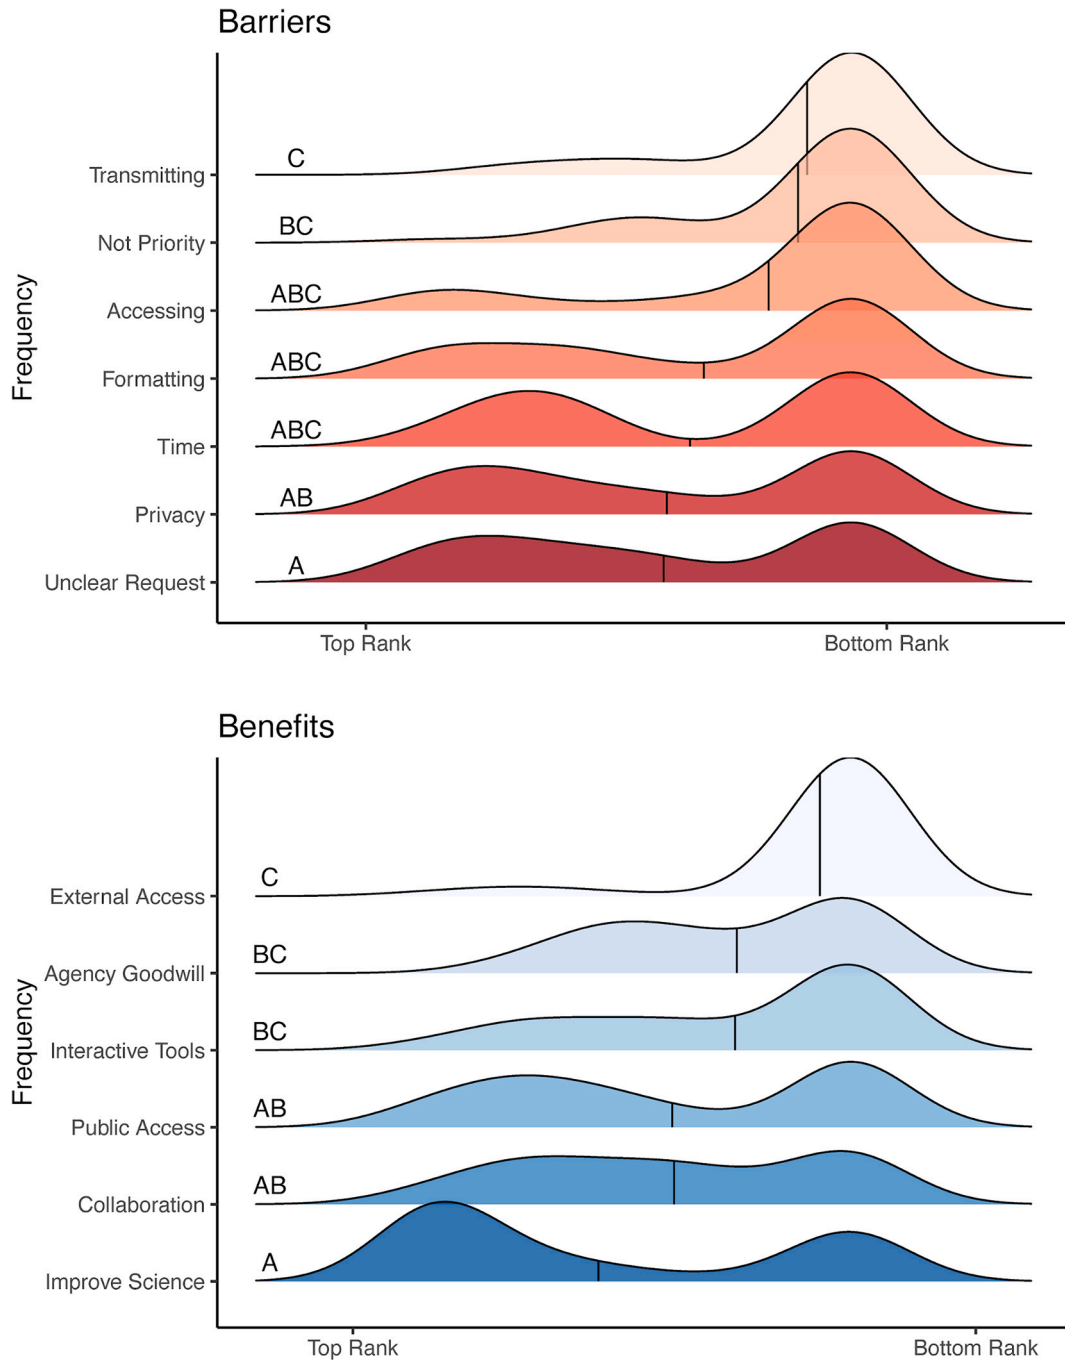 Barriers
C
Transmitting
BC
Not Priority
ABC
Accessing
ABC
Formatting
ABC
Time
AB
Privacy
A
Unclear Request
Frequency
Top Rank
Bottom Rank
Benefits
C
External Access
BC
Agency Goodwill
BC
Interactive Tools
AB
Public Access
AB
Collaboration
A
Improve Science
Frequency
Top Rank
Bottom Rank